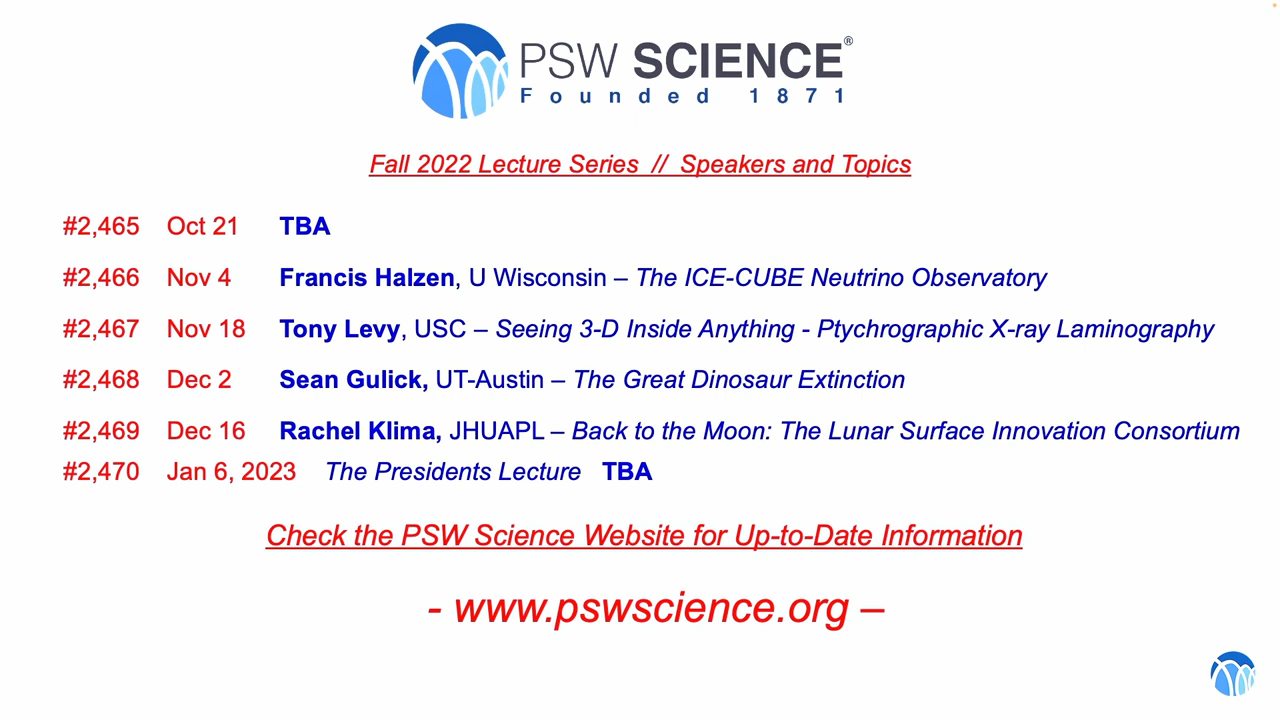 PSW SCIENCE®
Founded 1871
Fall 2022 Lecture Series // Speakers and Topics
#2,465 Oct 21 TBA
#2,466 Nov 4 Francis Halzen, U Wisconsin – The ICE-CUBE Neutrino Observatory
#2,467 Nov 18 Tony Levy, USC – Seeing 3-D Inside Anything - Ptychrographic X-ray Laminography
#2,468 Dec 2 Sean Gulick, UT-Austin – The Great Dinosaur Extinction
#2,469 Dec 16 Rachel Klima, JHUAPL – Back to the Moon: The Lunar Surface Innovation Consortium
#2,470 Jan 6, 2023 The Presidents Lecture TBA
Check the PSW Science Website for Up-to-Date Information
- www.pswscience.org –